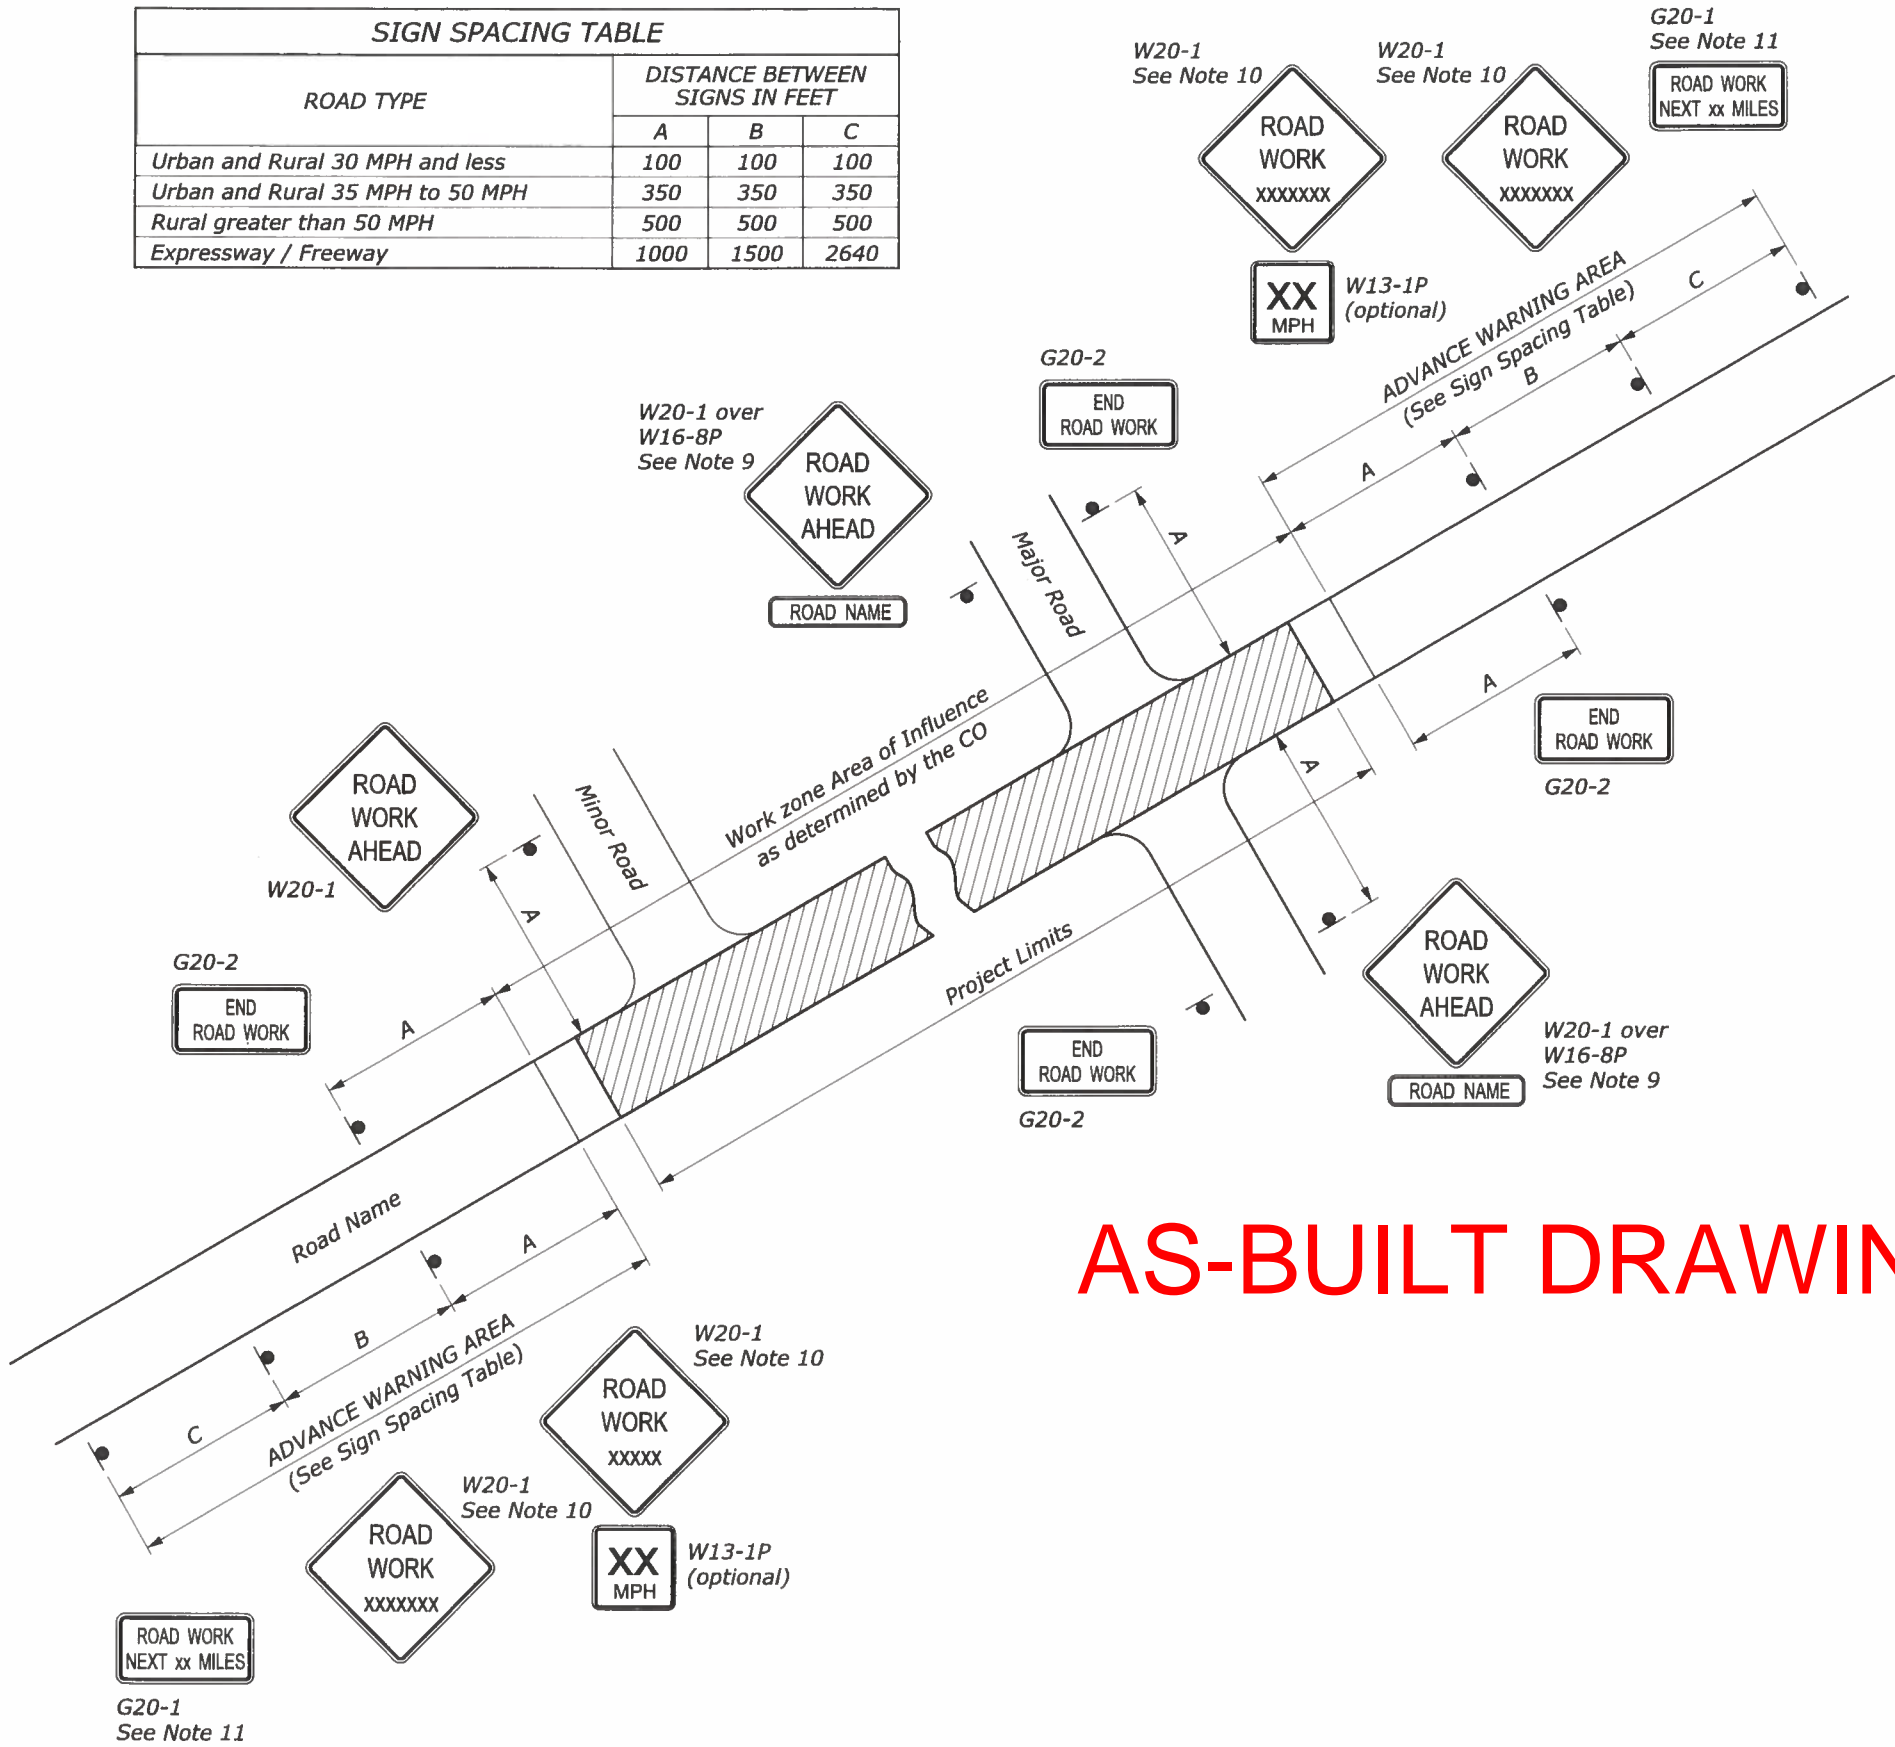 SIGN SPACING TABLE
ROAD TYPE
DISTANCE BETWEEN
SIGNS IN FEET
A B C
Urban and Rural 30 MPH and less 100 100 100
Urban and Rural 35 MPH to 50 MPH 350 350 350
Rural greater than 50 MPH 500 500 500
Expressway / Freeway 1000 1500 2640
W20-1
See Note 10
ROAD
WORK
XXXXXXX
XX
MPH
W13-1P
(optional)
W20-1
See Note 10
ROAD
WORK
XXXXXXX
G20-1
See Note 11
ROAD WORK
NEXT xx MILES
ADVANCE WARNING AREA
(See Sign Spacing Table)
A
B
C
G20-2
END
ROAD WORK
W20-1 over
W16-8P
See Note 9
ROAD
WORK
AHEAD
ROAD NAME
Major Road
A
A
END
ROAD WORK
G20-2
Work zone Area of Influence
as determined by the CO
A
ROAD
WORK
AHEAD
W20-1
Minor Road
A
G20-2
END
ROAD WORK
A
Project Limits
ROAD
WORK
AHEAD
ROAD NAME
W20-1 over
W16-8P
See Note 9
END
ROAD WORK
G20-2
Road Name
A
B
C
ADVANCE WARNING AREA
(See Sign Spacing Table)
AS-BUILT DRAWIN
W20-1
See Note 10
ROAD
WORK
XXXXX
XX
MPH
W13-1P
(optional)
W20-1
See Note 10
ROAD
WORK
XXXXXXX
ROAD WORK
NEXT xx MILES
G20-1
See Note 11